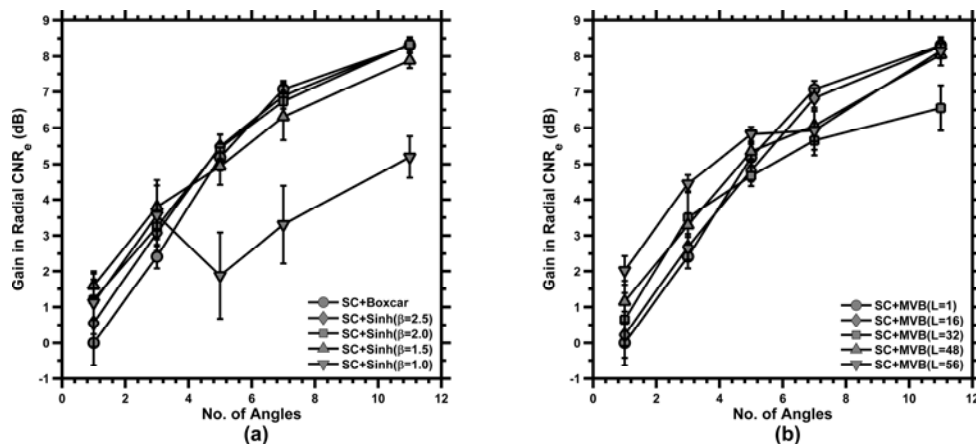 9
8
7
6
5
4
3
2
1
0
-1
Gain in Radial CNRe (dB)
SC+Boxcar
SC+Sinh(β=2.5)
SC+Sinh(β=2.0)
SC+Sinh(β=1.5)
SC+Sinh(β=1.0)
0 2 4 6 8 10 12
No. of Angles
(a)
9
8
7
6
5
4
3
2
1
0
-1
Gain in Radial CNRe (dB)
SC+MVB(L=1)
SC+MVB(L=16)
SC+MVB(L=32)
SC+MVB(L=48)
SC+MVB(L=56)
0 2 4 6 8 10 12
No. of Angles
(b)